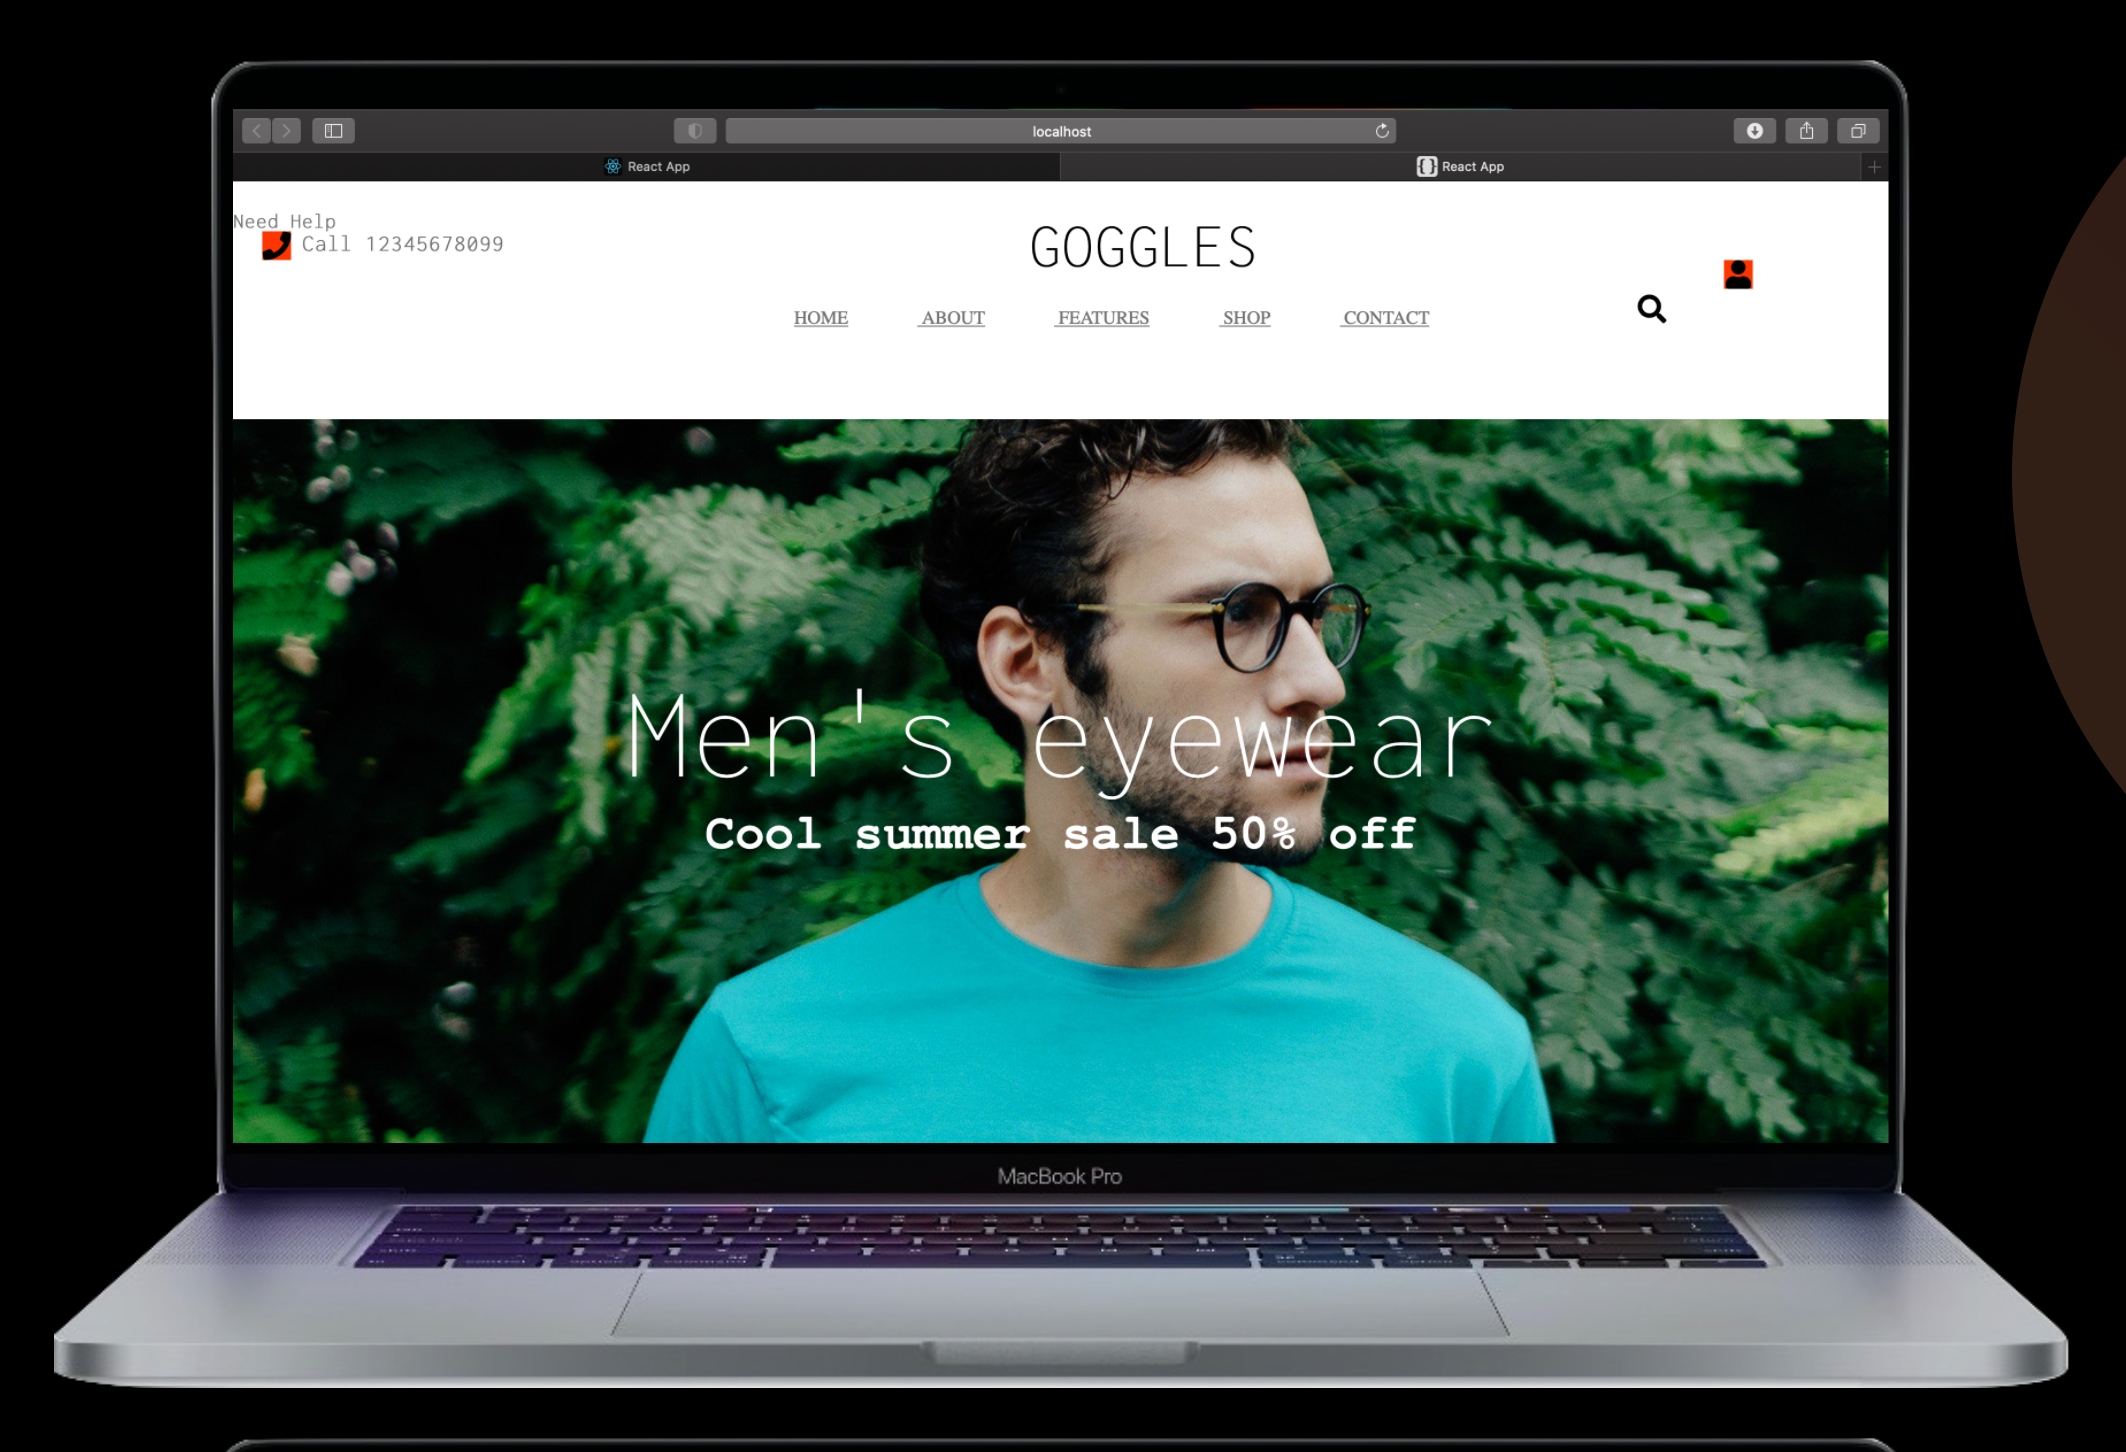 localhost
React App
React App
Need Help
Call 12345678099
GOGGLES
HOME ABOUT FEATURES SHOP CONTACT
Men's eyewear
Cool summer sale 50% off
MacBook Pro